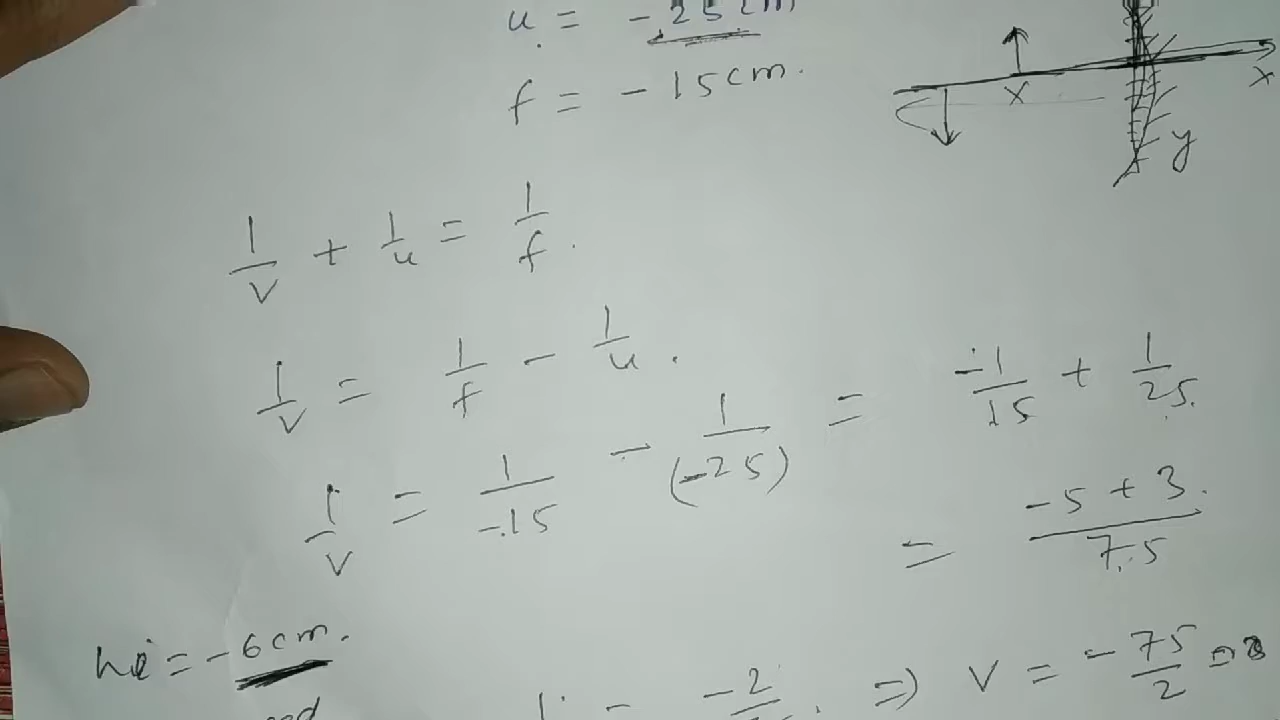 u = - 25 cm
f = - 15 cm.
x
x
y
1/v + 1/u = 1/f.
1/v = 1/f - 1/u.
1/v = 1/-15 - 1/(-25) = -1/15 + 1/25.
= -5 + 3./75
hi = - 6 cm.
-2 ⇒ v = - 75/2